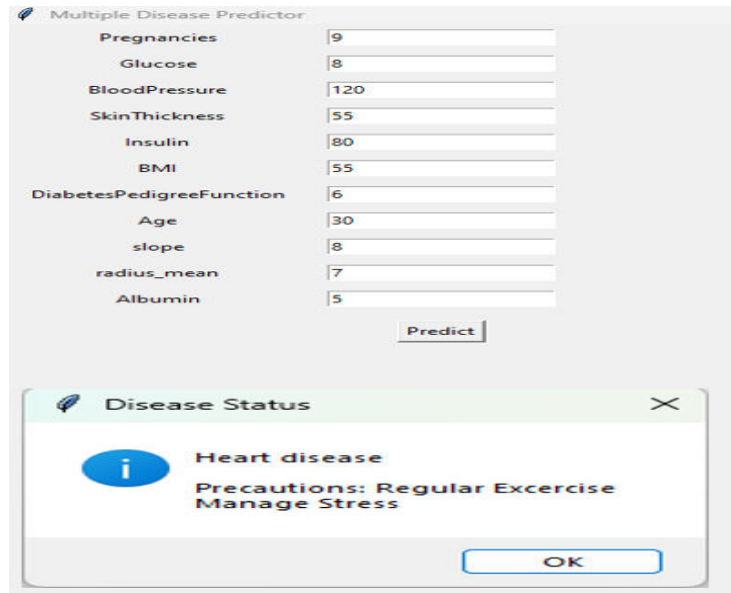 Multiple Disease Predictor
Pregnancies 9
Glucose 8
BloodPressure 120
SkinThickness 55
Insulin 80
BMI 55
DiabetesPedigreeFunction 6
Age 30
slope 8
radius_mean 7
Albumin 5
Predict
Disease Status
Heart disease
Precautions: Regular Excercise
Manage Stress
OK